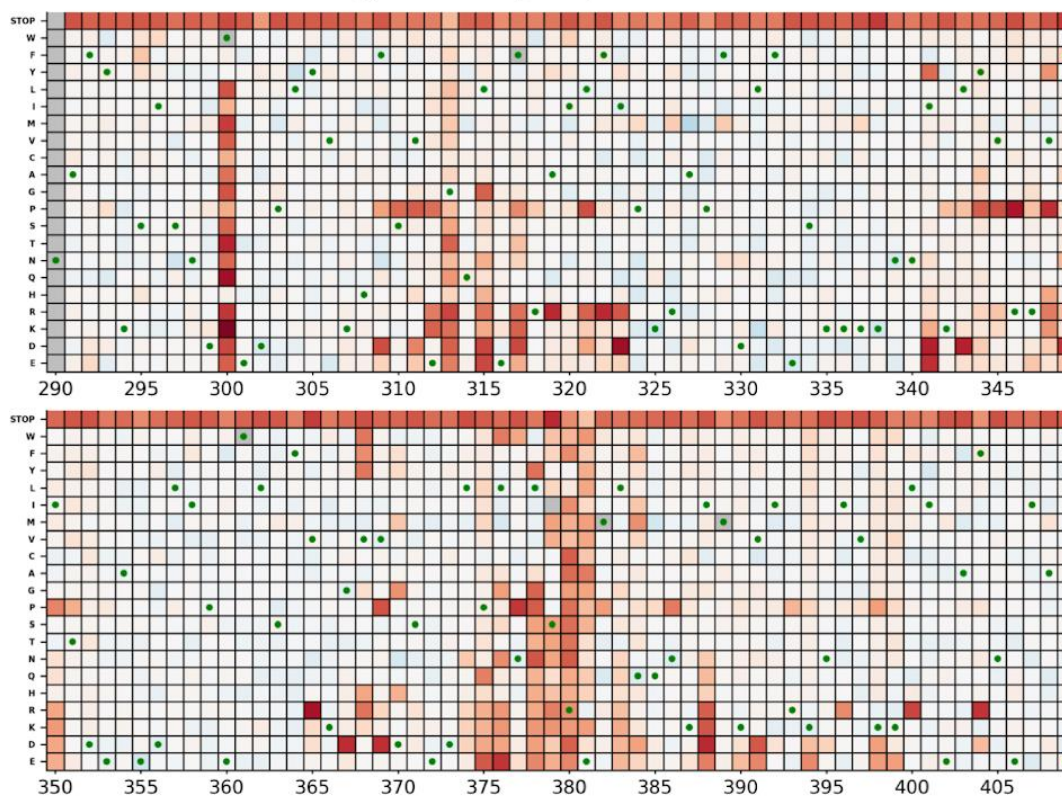 STOP
W
F
Y
L
I
M
V
C
A
G
P
S
T
N
Q
H
R
K
D
E
290 295 300 305 310 315 320 325 330 335 340 345
STOP
W
F
Y
L
I
M
V
C
A
G
P
S
T
N
Q
H
R
K
D
E
350 355 360 365 370 375 380 385 390 395 400 405